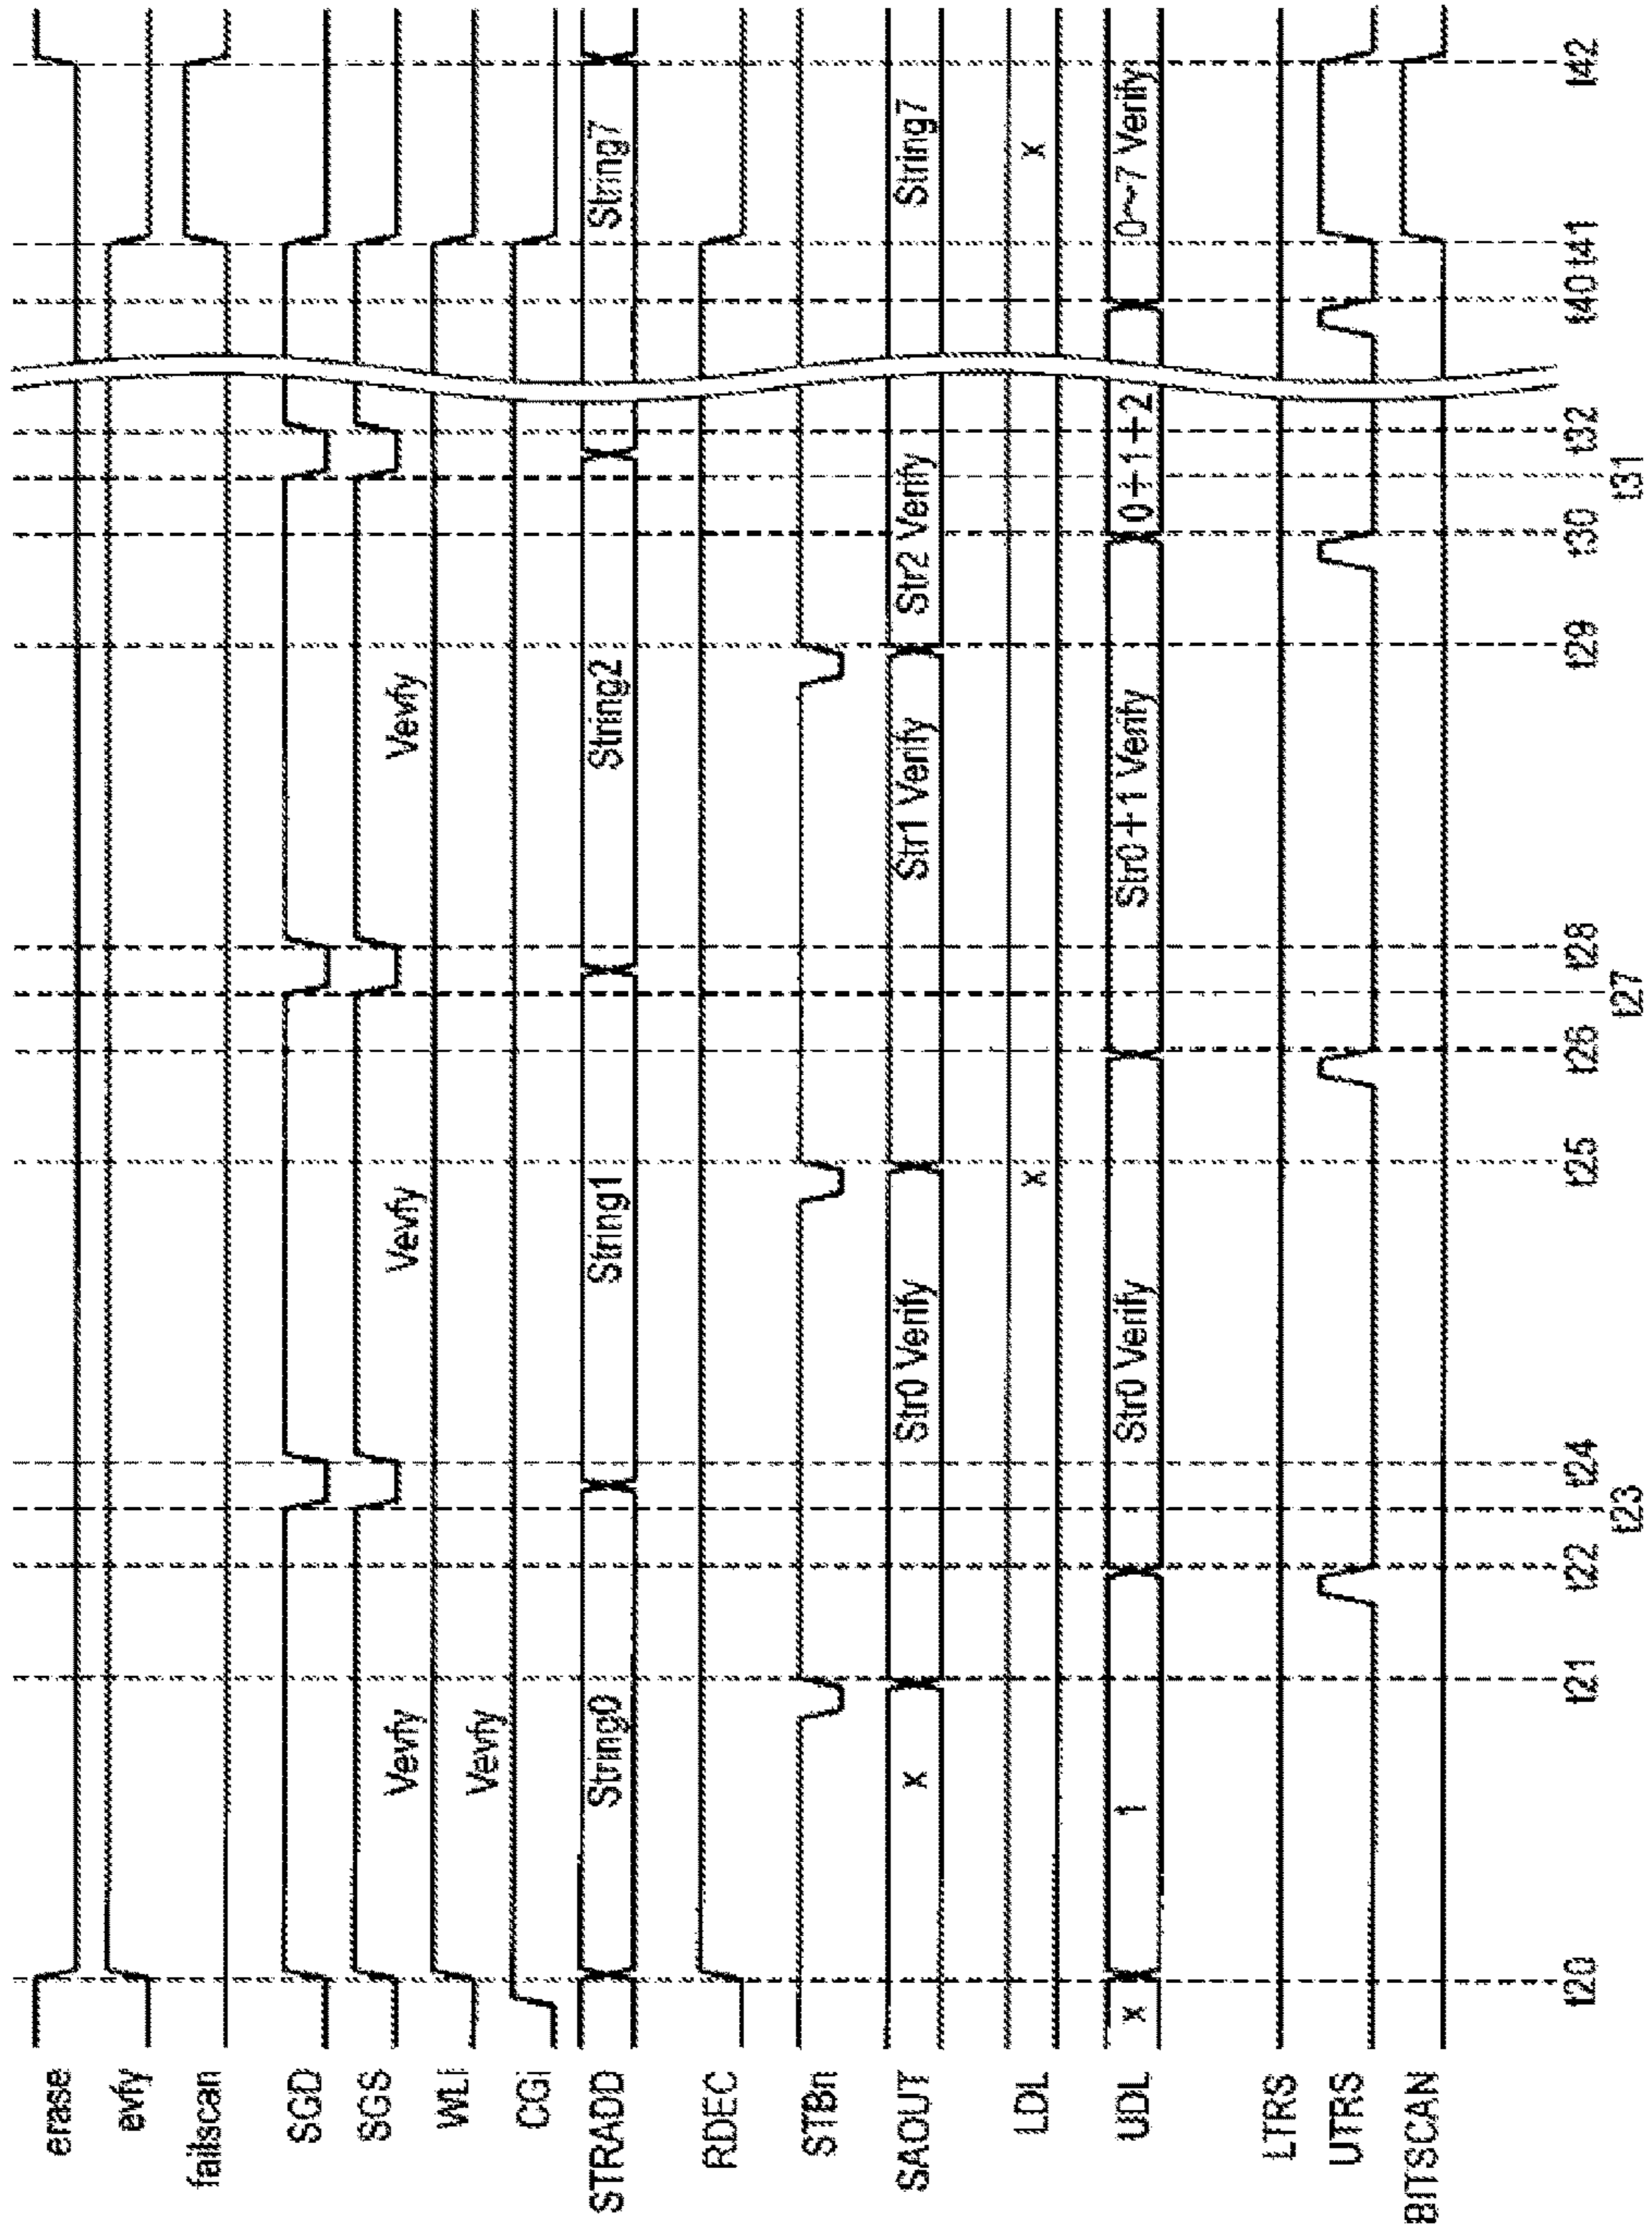 erase
evfy
failscan
SGD
SGS
Vevfy Vevfy Vevfy
WLi
Vevfy
CGi
STRADD String0 String1 String2 String7
RDEC
STBn
SAOUT x Str0 Verify Str1 Verify Str2 Verify String7
LDL x x
UDL x 1 Str0 Verify Str0+1 Verify 0+1+2 0~7 Verify
LTRS
UTRS
BITSCAN
t20 t21 t22 t24 t25 t26 t28 t29 t30 t32 t40 t41 t42
t23 t27 t31